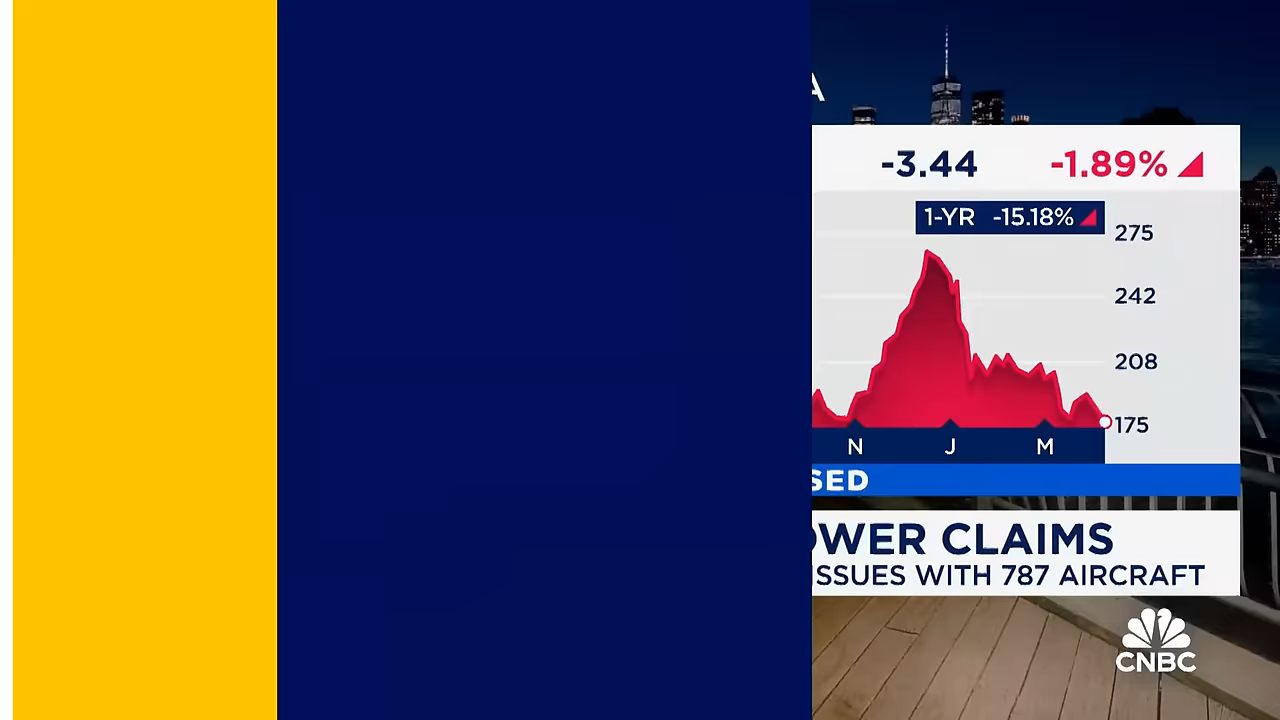 A
-3.44 -1.89%
1-YR -15.18%
275
242
208
175
N J M
SED
OWER CLAIMS
ISSUES WITH 787 AIRCRAFT
CNBC